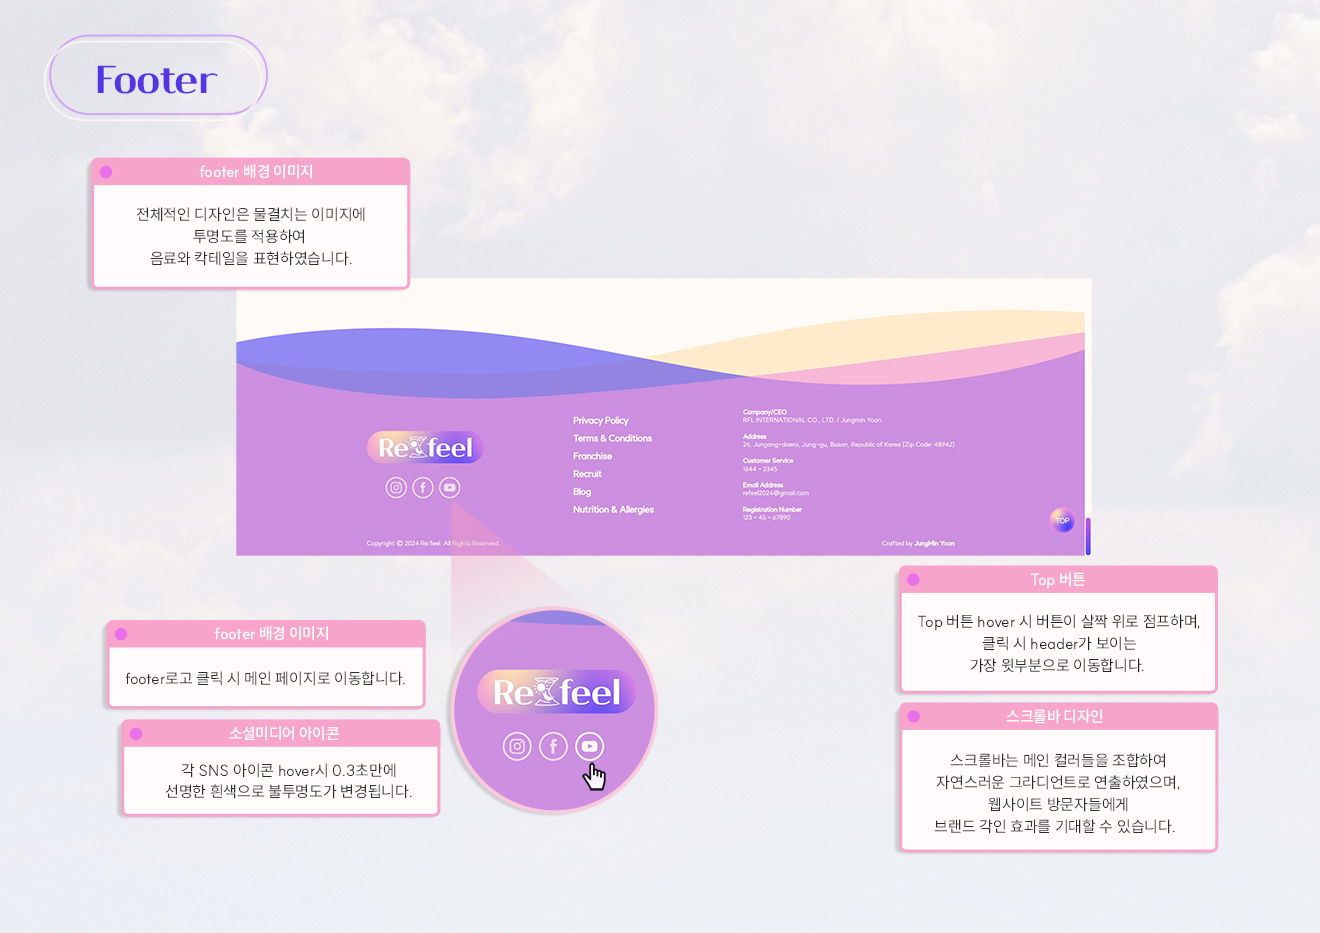 Footer
footer 배경 이미지
전체적인 디자인은 물결치는 이미지에
투명도를 적용하여
음료와 칵테일을 표현하였습니다.
Re feel
Privacy Policy
Terms & Conditions
Franchise
Recruit
Blog
Nutrition & Allergies
Company/CEO
RFL INTERNATIONAL CO., LTD. / Jungmin Yoon
Address
26, Jungang-daero, Jung-gu, Busan, Republic of Korea (Zip Code: 48942)
Customer Service
1644 - 2345
Email Address
refeel2024@gmail.com
Registration Number
123 - 45 - 67890
TOP
Copyright © 2024 Re:feel. All Rights Reserved.
Crafted by JungMin Yoon
footer 배경 이미지
footer로고 클릭 시 메인 페이지로 이동합니다.
소셜미디어 아이콘
각 SNS 아이콘 hover시 0.3초만에
선명한 흰색으로 불투명도가 변경됩니다.
Re feel
Top 버튼
Top 버튼 hover 시 버튼이 살짝 위로 점프하며,
클릭 시 header가 보이는
가장 윗부분으로 이동합니다.
스크롤바 디자인
스크롤바는 메인 컬러들을 조합하여
자연스러운 그라디언트로 연출하였으며,
웹사이트 방문자들에게
브랜드 각인 효과를 기대할 수 있습니다.